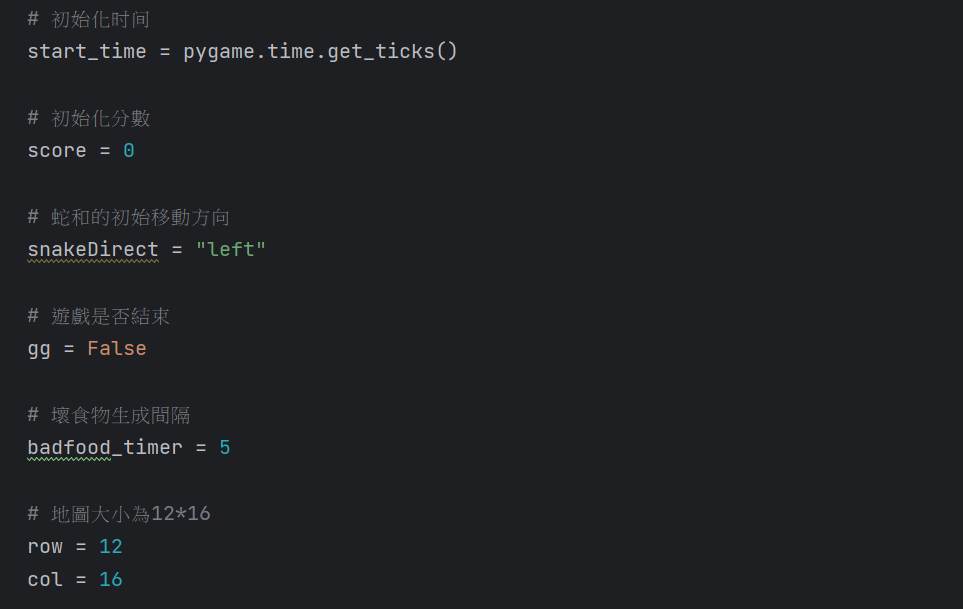 # 初始化时间
start_time = pygame.time.get_ticks()
# 初始化分數
score = 0
# 蛇和的初始移動方向
snakeDirect = "left"
# 遊戲是否結束
gg = False
# 壞食物生成間隔
badfood_timer = 5
# 地圖大小為12*16
row = 12
col = 16